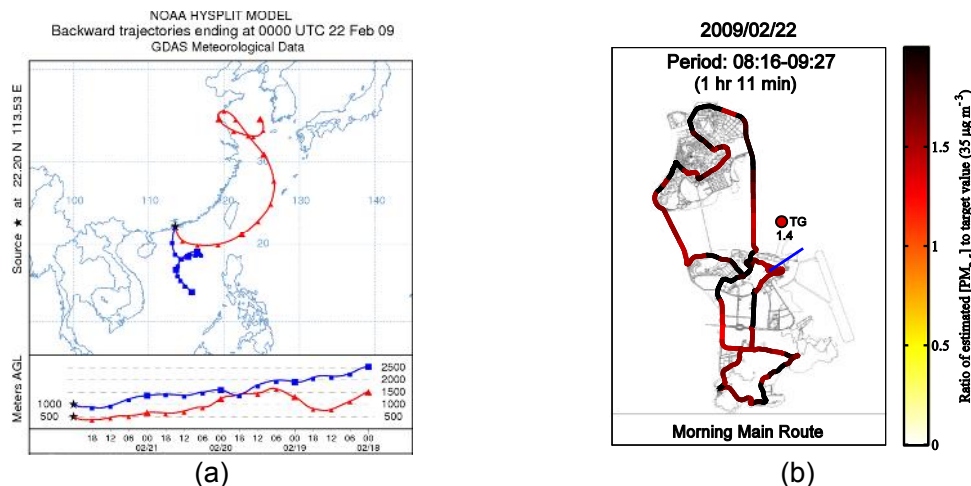 NOAA HYSPLIT MODEL
Backward trajectories ending at 0000 UTC 22 Feb 09
GDAS Meteorological Data
Source ★ at 22.20 N 113.53 E
30
20
100
110
120
130
140
Meters AGL
1000
500
2500
2000
1500
1000
500
18 12 06 00 18 12 06 00 18 12 06 00 18 12 06 00
02/21 02/20 02/19 02/18
(a)
2009/02/22
Period: 08:16-09:27
(1 hr 11 min)
TG
1.4
Morning Main Route
1.5
1
0.5
0
Ratio of estimated [PM2.5] to target value (35 µg m-3)
(b)